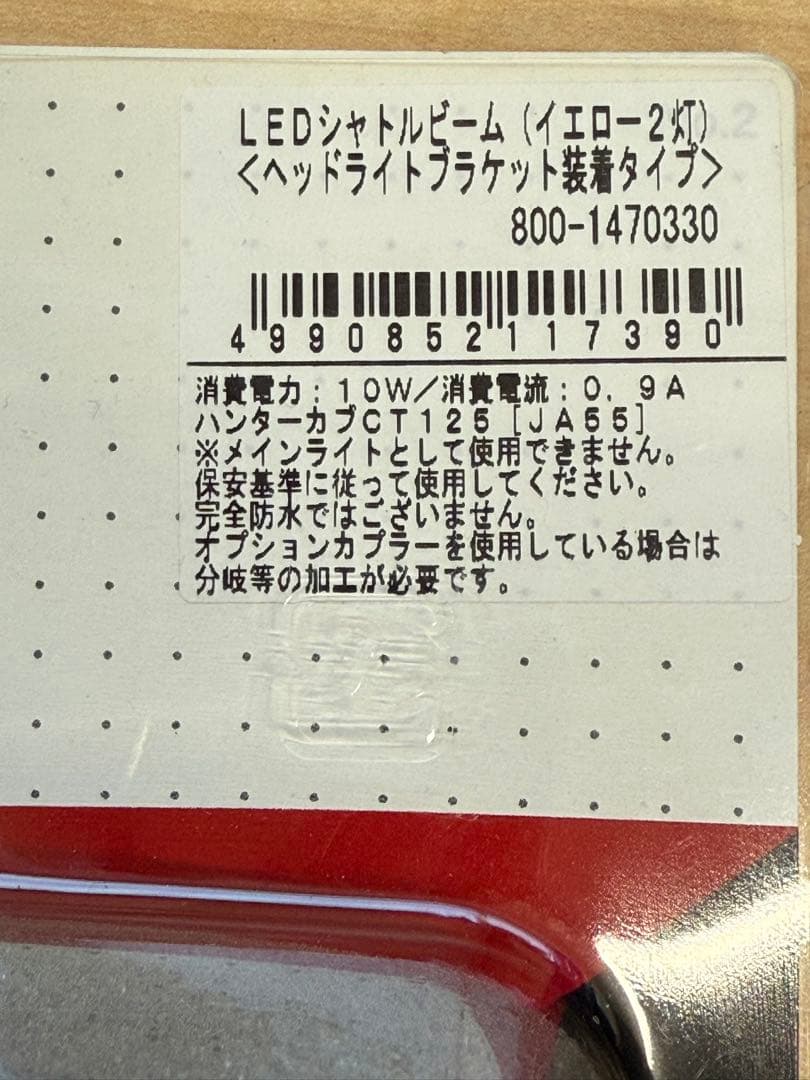 LEDシャトルビーム（イエロー2灯）
<ヘッドライトブラケット装着タイプ>
800-1470330
4990852117390
消費電力：10W／消費電流：0．9A
ハンターカブCT125［JA55］
※メインライトとして使用できません。
保安基準に従って使用してください。
完全防水ではございません。
オプションカプラーを使用している場合は
分岐等の加工が必要です。